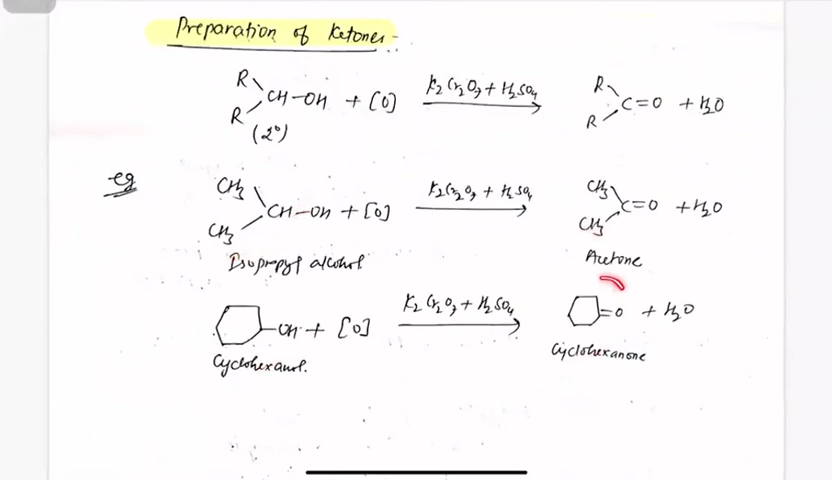 Preparation of Ketones -
R R CH-OH + [O] K2Cr2O7 + H2SO4 R R C=O + H2O
(2°)
eg CH3 CH3 CH-OH + [O] K2Cr2O7 + H2SO4 CH3 CH3 C=O + H2O
Isopropyl alcohol Acetone
-OH + [O] K2Cr2O7 + H2SO4 =O + H2O
Cyclohexanol. Cyclohexanone